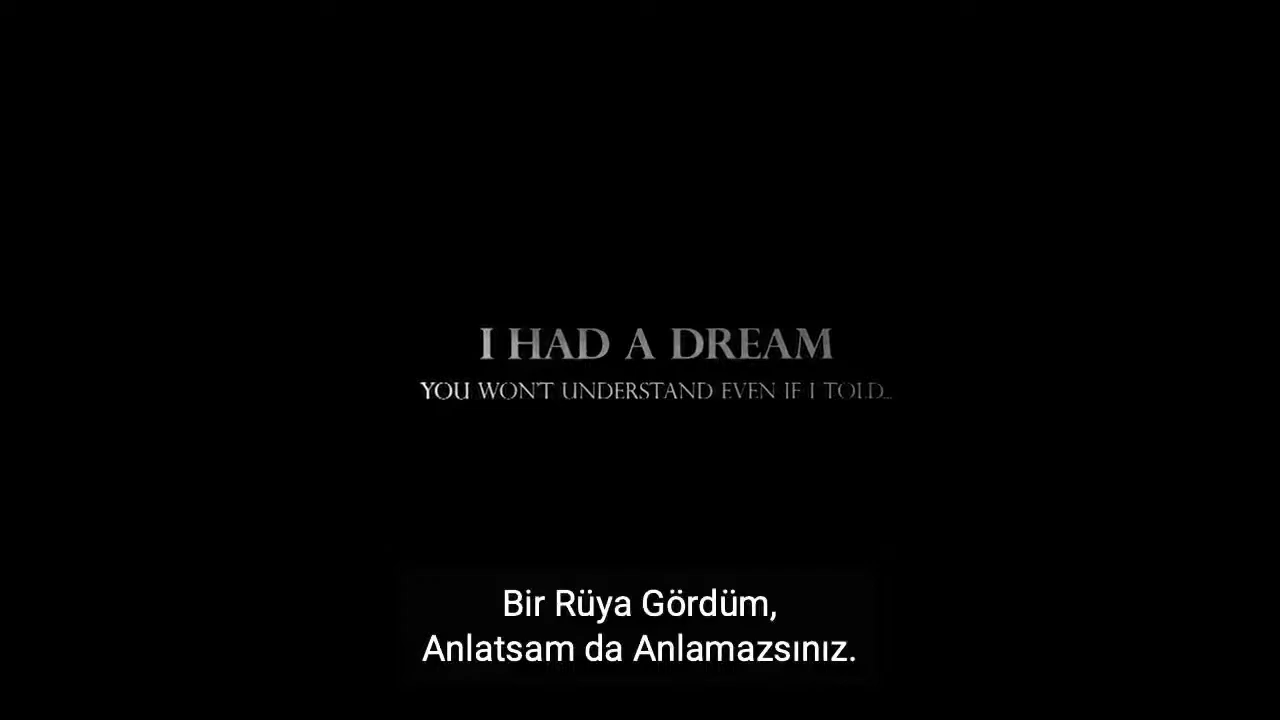 I HAD A DREAM
YOU WON'T UNDERSTAND EVEN IF I TOLD...
Bir Rüya Gördüm,
Anlatsam da Anlamazsınız.